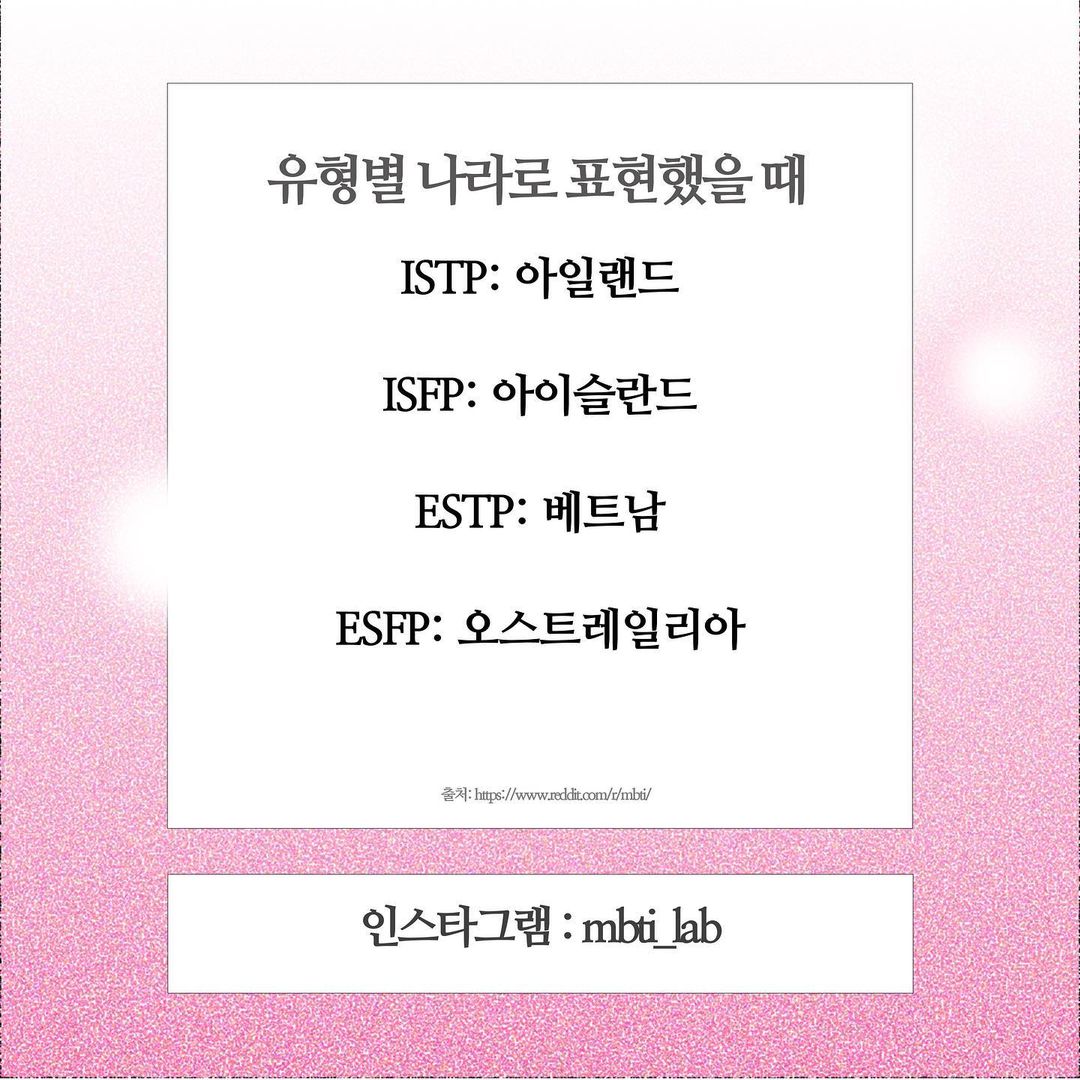 유형별 나라로 표현했을 때
ISTP: 아일랜드
ISFP: 아이슬란드
ESTP: 베트남
ESFP: 오스트레일리아
출처: https://www.reddit.com/r/mbti/
인스타그램 : mbti_lab